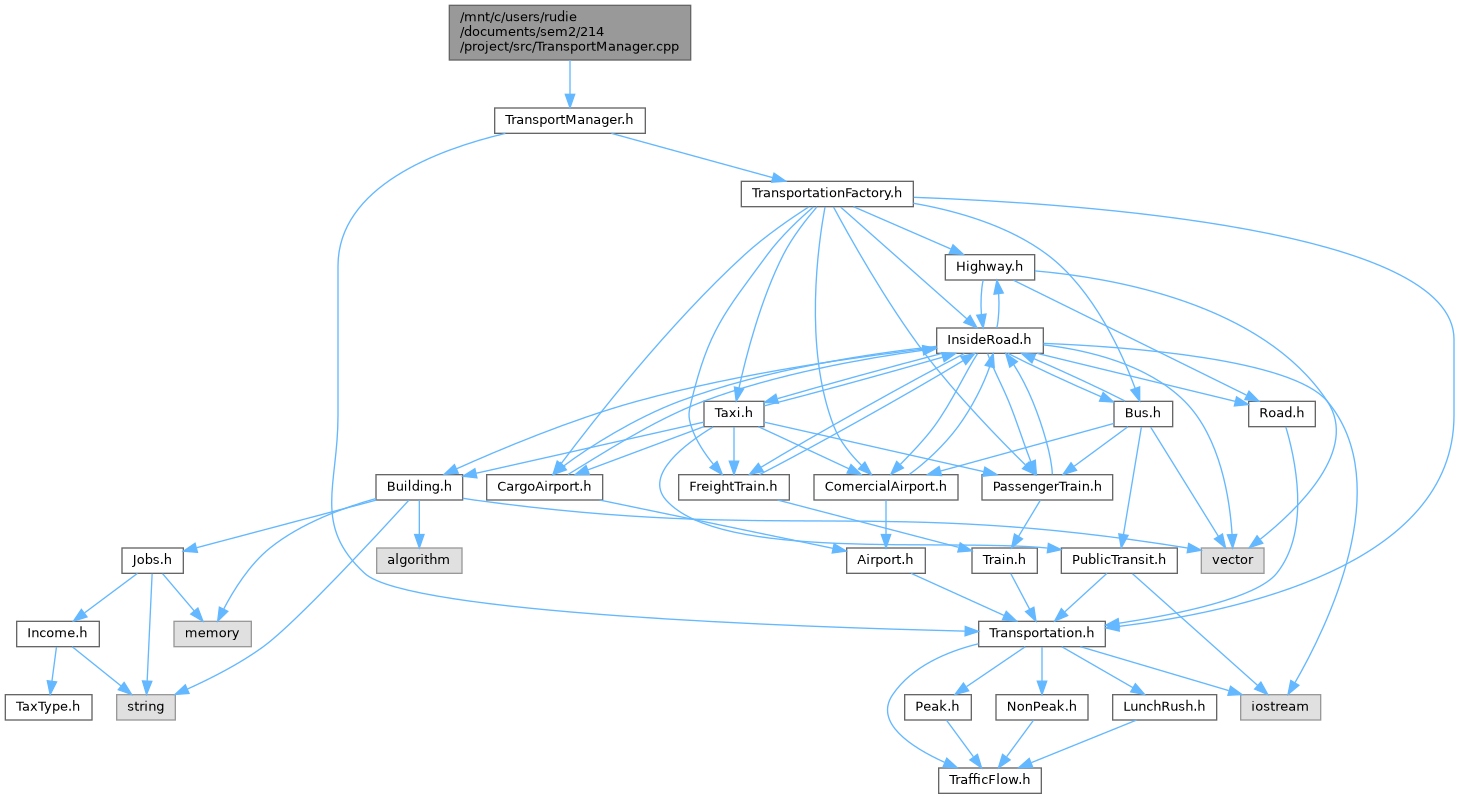 /mnt/c/users/rudie
/documents/sem2/214
/project/src/TransportManager.cpp
TransportManager.h
TransportationFactory.h
Highway.h
InsideRoad.h
Taxi.h
Bus.h
Road.h
Building.h
CargoAirport.h
FreightTrain.h
ComercialAirport.h
PassengerTrain.h
Jobs.h
algorithm
Airport.h
Train.h
PublicTransit.h
vector
Income.h
memory
Transportation.h
TaxType.h
string
Peak.h
NonPeak.h
LunchRush.h
iostream
TrafficFlow.h